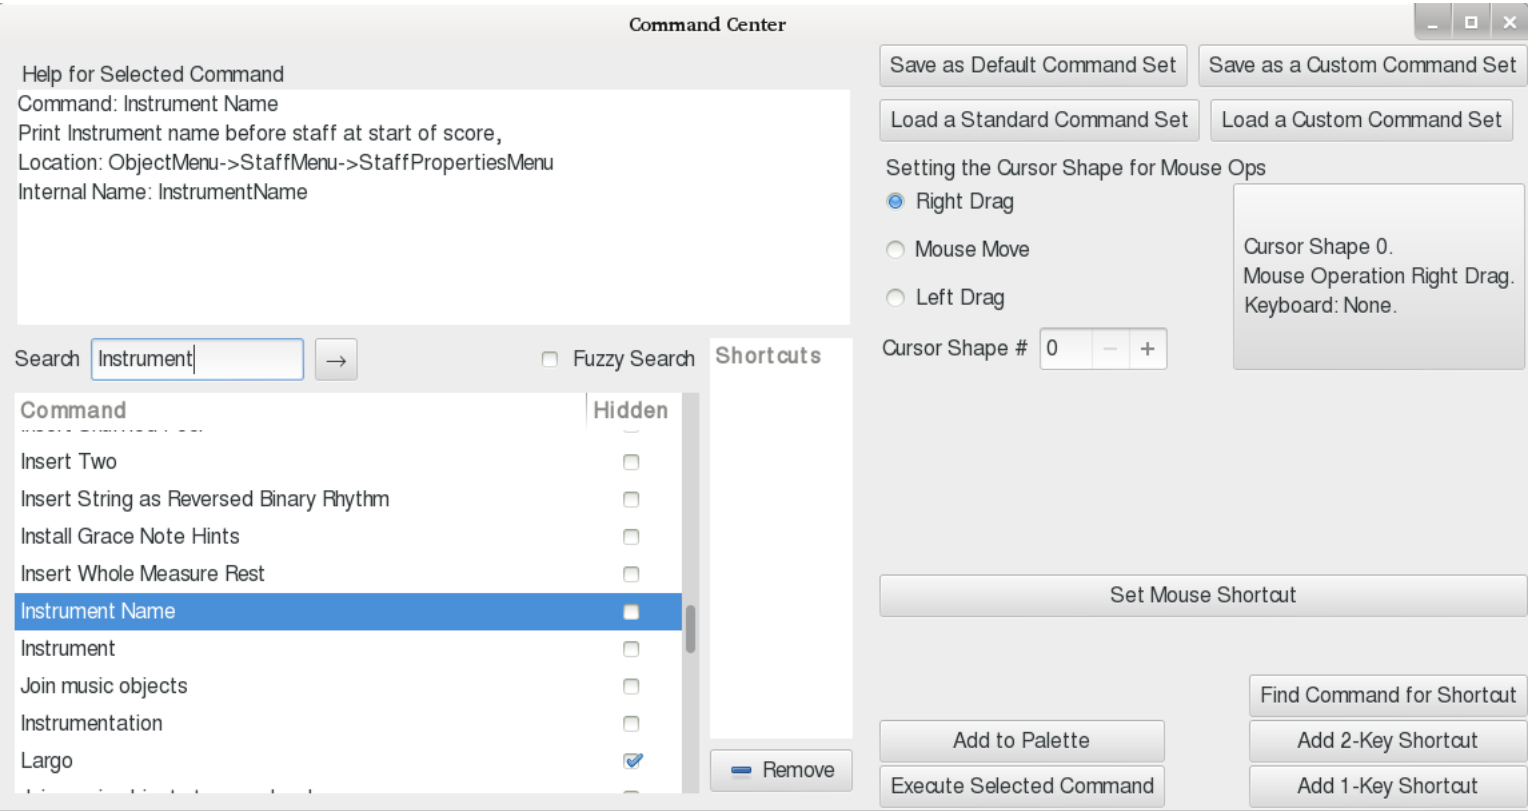 Command Center
Help for Selected Command
Command: Instrument Name
Print Instrument name before staff at start of score,
Location: ObjectMenu->StaffMenu->StaffPropertiesMenu
Internal Name: InstrumentName
Search
Instrument
→
Fuzzy Search
Command
Hidden
Insert Two
Insert String as Reversed Binary Rhythm
Install Grace Note Hints
Insert Whole Measure Rest
Instrument Name
Instrument
Join music objects
Instrumentation
Largo
Shortcuts
Remove
Save as Default Command Set
Save as a Custom Command Set
Load a Standard Command Set
Load a Custom Command Set
Setting the Cursor Shape for Mouse Ops
Right Drag
Mouse Move
Left Drag
Cursor Shape # 0 − +
Cursor Shape 0.
Mouse Operation Right Drag.
Keyboard: None.
Set Mouse Shortcut
Find Command for Shortcut
Add to Palette
Add 2-Key Shortcut
Execute Selected Command
Add 1-Key Shortcut